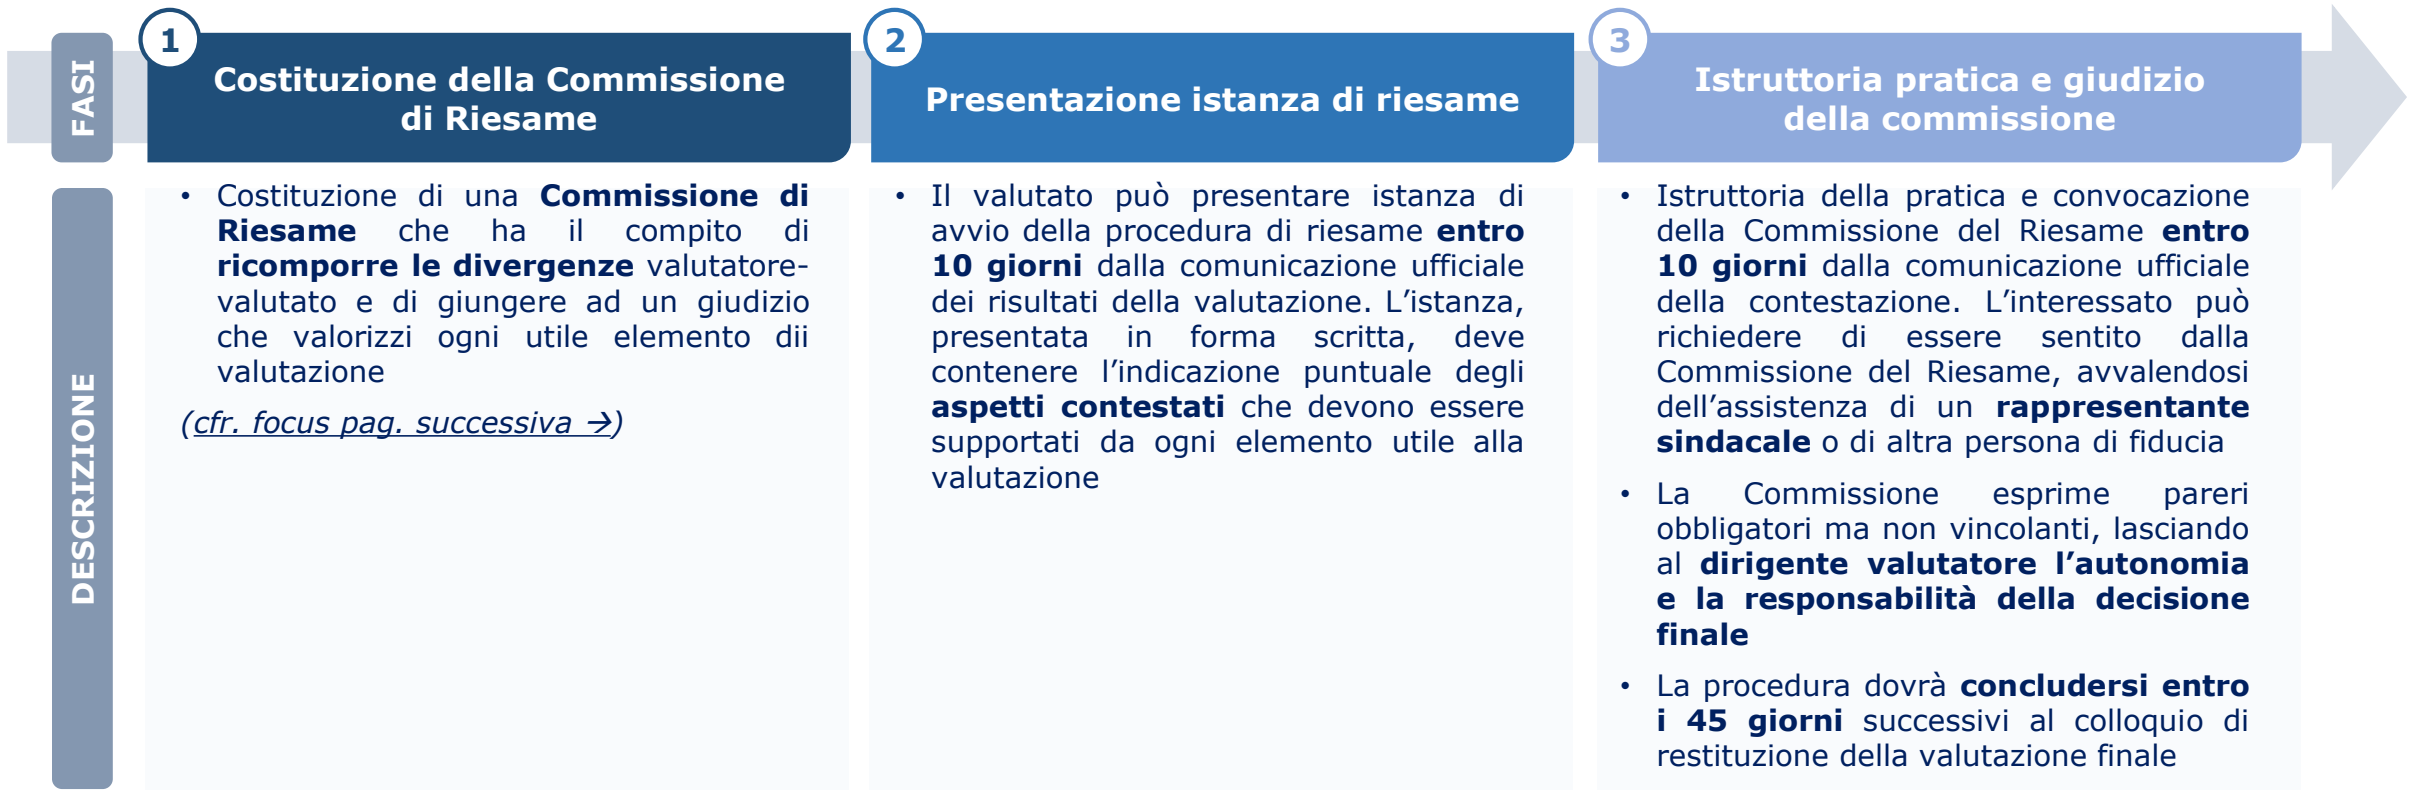 FASI
1
Costituzione della Commissione
di Riesame
2
Presentazione istanza di riesame
3
Istruttoria pratica e giudizio
della commissione
DESCRIZIONE
• Costituzione di una Commissione di
Riesame che ha il compito di
ricomporre le divergenze valutatore-
valutato e di giungere ad un giudizio
che valorizzi ogni utile elemento dii
valutazione
(cfr. focus pag. successiva →)
• Il valutato può presentare istanza di
avvio della procedura di riesame entro
10 giorni dalla comunicazione ufficiale
dei risultati della valutazione. L’istanza,
presentata in forma scritta, deve
contenere l’indicazione puntuale degli
aspetti contestati che devono essere
supportati da ogni elemento utile alla
valutazione
• Istruttoria della pratica e convocazione
della Commissione del Riesame entro
10 giorni dalla comunicazione ufficiale
della contestazione. L’interessato può
richiedere di essere sentito dalla
Commissione del Riesame, avvalendosi
dell’assistenza di un rappresentante
sindacale o di altra persona di fiducia
• La Commissione esprime pareri
obbligatori ma non vincolanti, lasciando
al dirigente valutatore l’autonomia
e la responsabilità della decisione
finale
• La procedura dovrà concludersi entro
i 45 giorni successivi al colloquio di
restituzione della valutazione finale